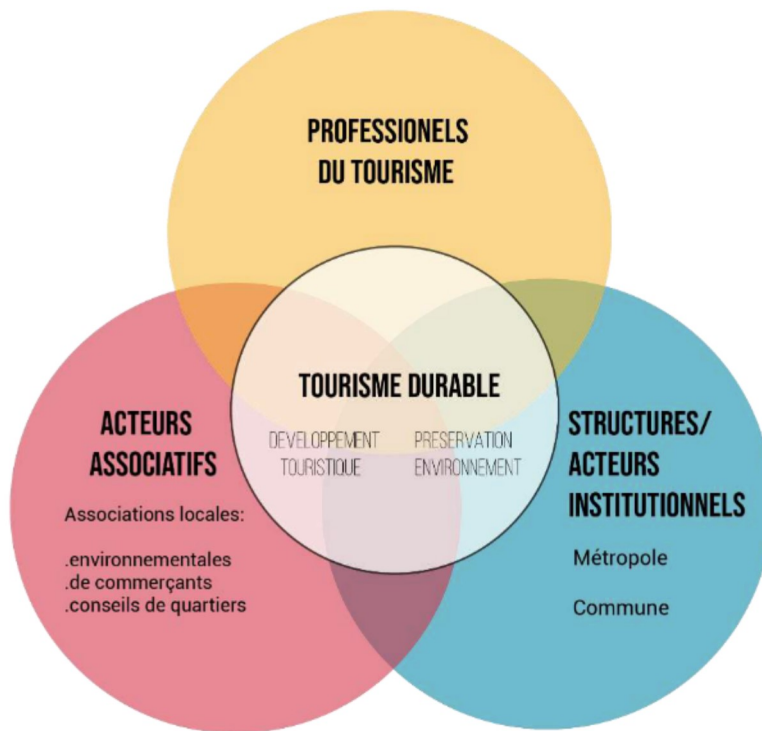 PROFESSIONELS
DU TOURISME
TOURISME DURABLE
DEVELOPPEMENT
TOURISTIQUE
PRESERVATION
ENVIRONNEMENT
ACTEURS
ASSOCIATIFS
Associations locales:
.environnementales
.de commerçants
.conseils de quartiers
STRUCTURES/
ACTEURS
INSTITUTIONNELS
Métropole
Commune